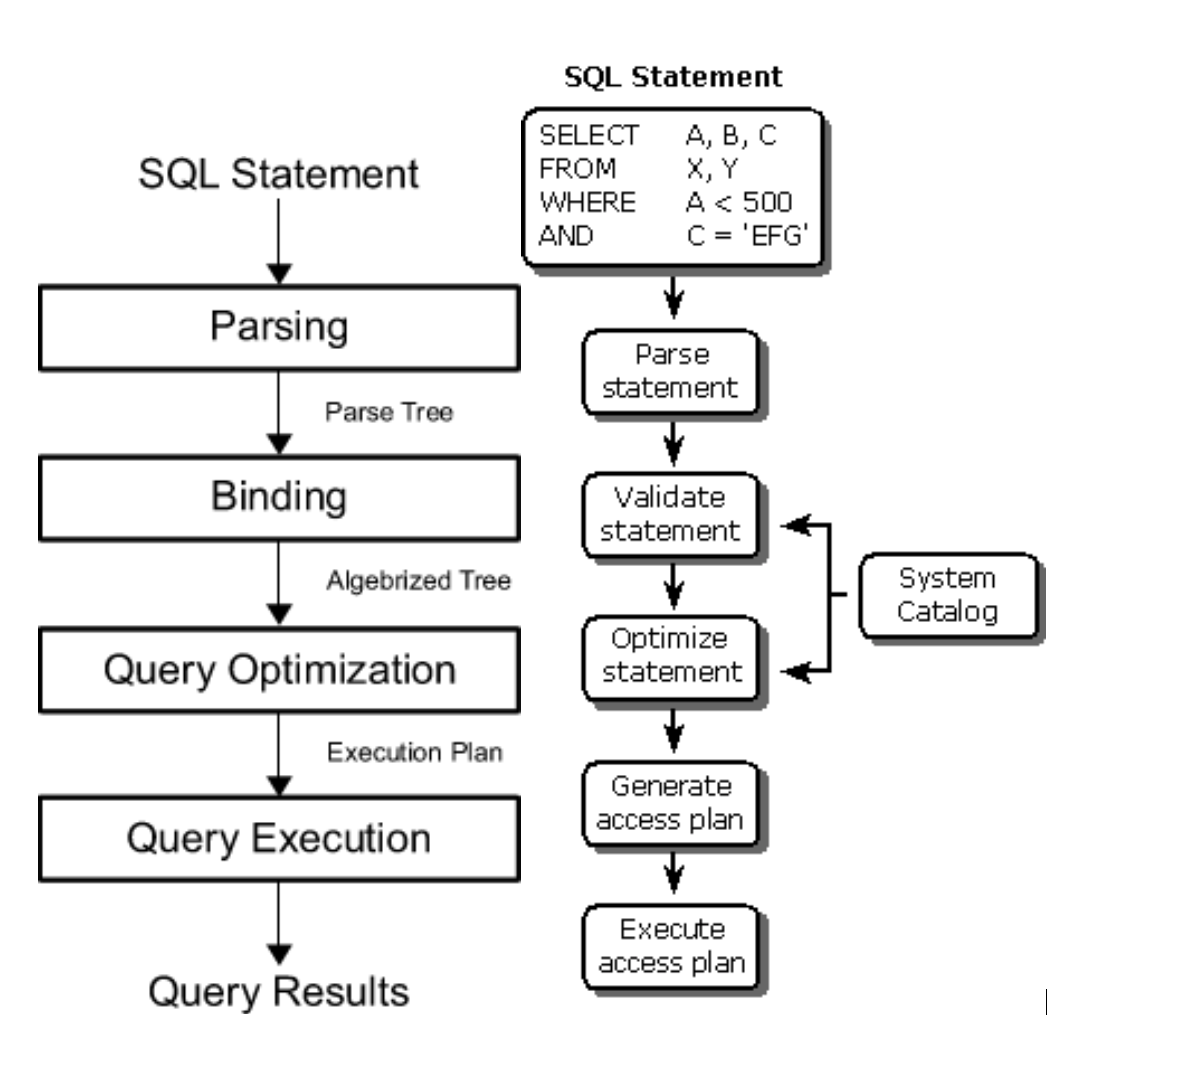 SQL Statement
Parsing
Parse Tree
Binding
Algebrized Tree
Query Optimization
Execution Plan
Query Execution
Query Results
SQL Statement
SELECT A, B, C
FROM X, Y
WHERE A < 500
AND C = 'EFG'
Parse
statement
Validate
statement
System
Catalog
Optimize
statement
Generate
access plan
Execute
access plan